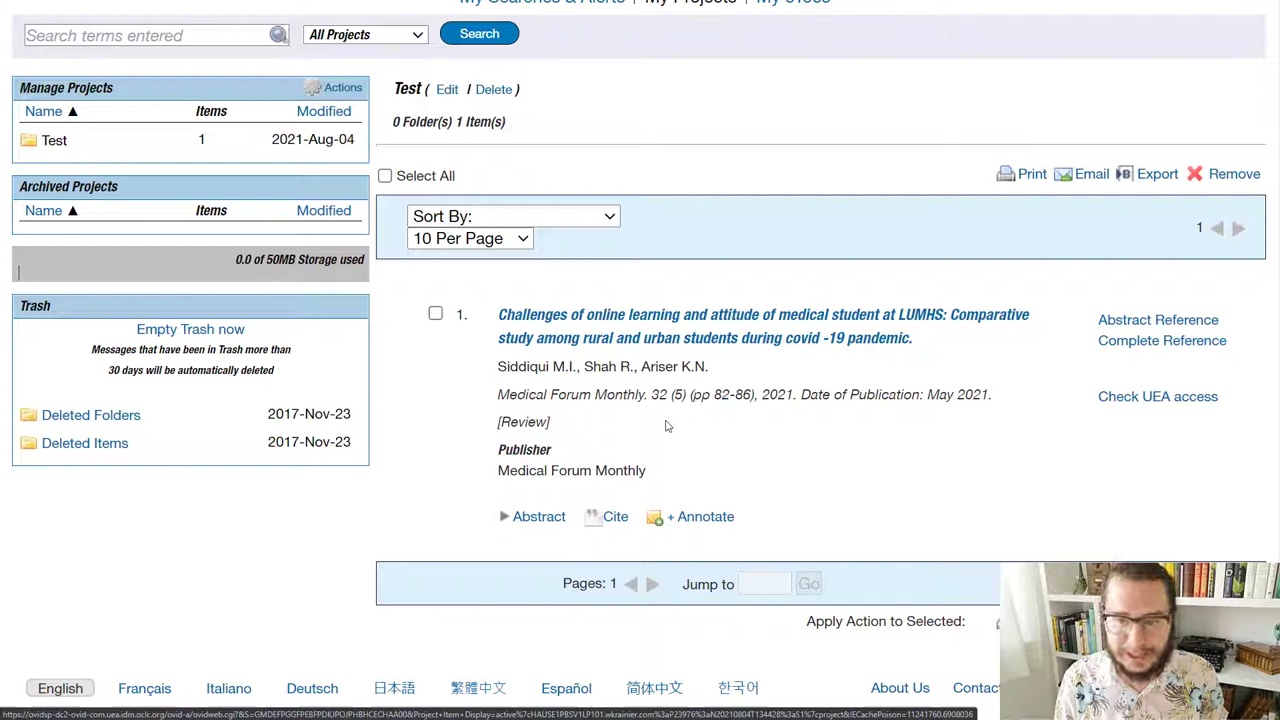 My Searches & Alerts | My Projects | My eTocs
Search terms entered
All Projects
Search
Manage Projects
Actions
Name ▲ Items Modified
Test 1 2021-Aug-04
Archived Projects
Name ▲ Items Modified
0.0 of 50MB Storage used
Trash
Empty Trash now
Messages that have been in Trash more than
30 days will be automatically deleted
Deleted Folders 2017-Nov-23
Deleted Items 2017-Nov-23
Test ( Edit / Delete )
0 Folder(s) 1 Item(s)
Select All
Print Email Export Remove
Sort By:
10 Per Page
1
1. Challenges of online learning and attitude of medical student at LUMHS: Comparative
study among rural and urban students during covid -19 pandemic.
Siddiqui M.I., Shah R., Ariser K.N.
Medical Forum Monthly. 32 (5) (pp 82-86), 2021. Date of Publication: May 2021.
[Review]
Publisher
Medical Forum Monthly
Abstract Cite + Annotate
Abstract Reference
Complete Reference
Check UEA access
Pages: 1 Jump to Go
Apply Action to Selected:
English Français Italiano Deutsch 日本語 繁體中文 Español 简体中文 한국어 About Us Contac